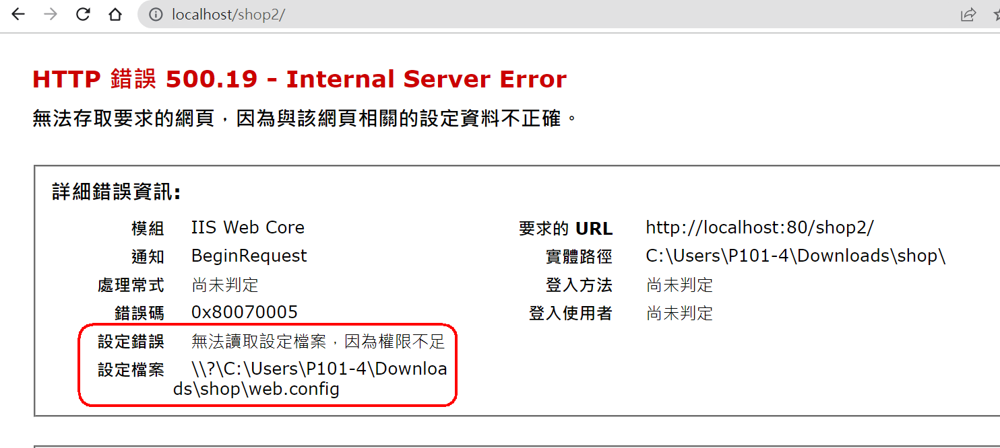 localhost/shop2/
HTTP 錯誤 500.19 - Internal Server Error
無法存取要求的網頁，因為與該網頁相關的設定資料不正確。
詳細錯誤資訊:
模組 IIS Web Core
通知 BeginRequest
處理常式 尚未判定
錯誤碼 0x80070005
設定錯誤 無法讀取設定檔案，因為權限不足
設定檔案 \\?\C:\Users\P101-4\Downloa
ds\shop\web.config
要求的 URL http://localhost:80/shop2/
實體路徑 C:\Users\P101-4\Downloads\shop\
登入方法 尚未判定
登入使用者 尚未判定